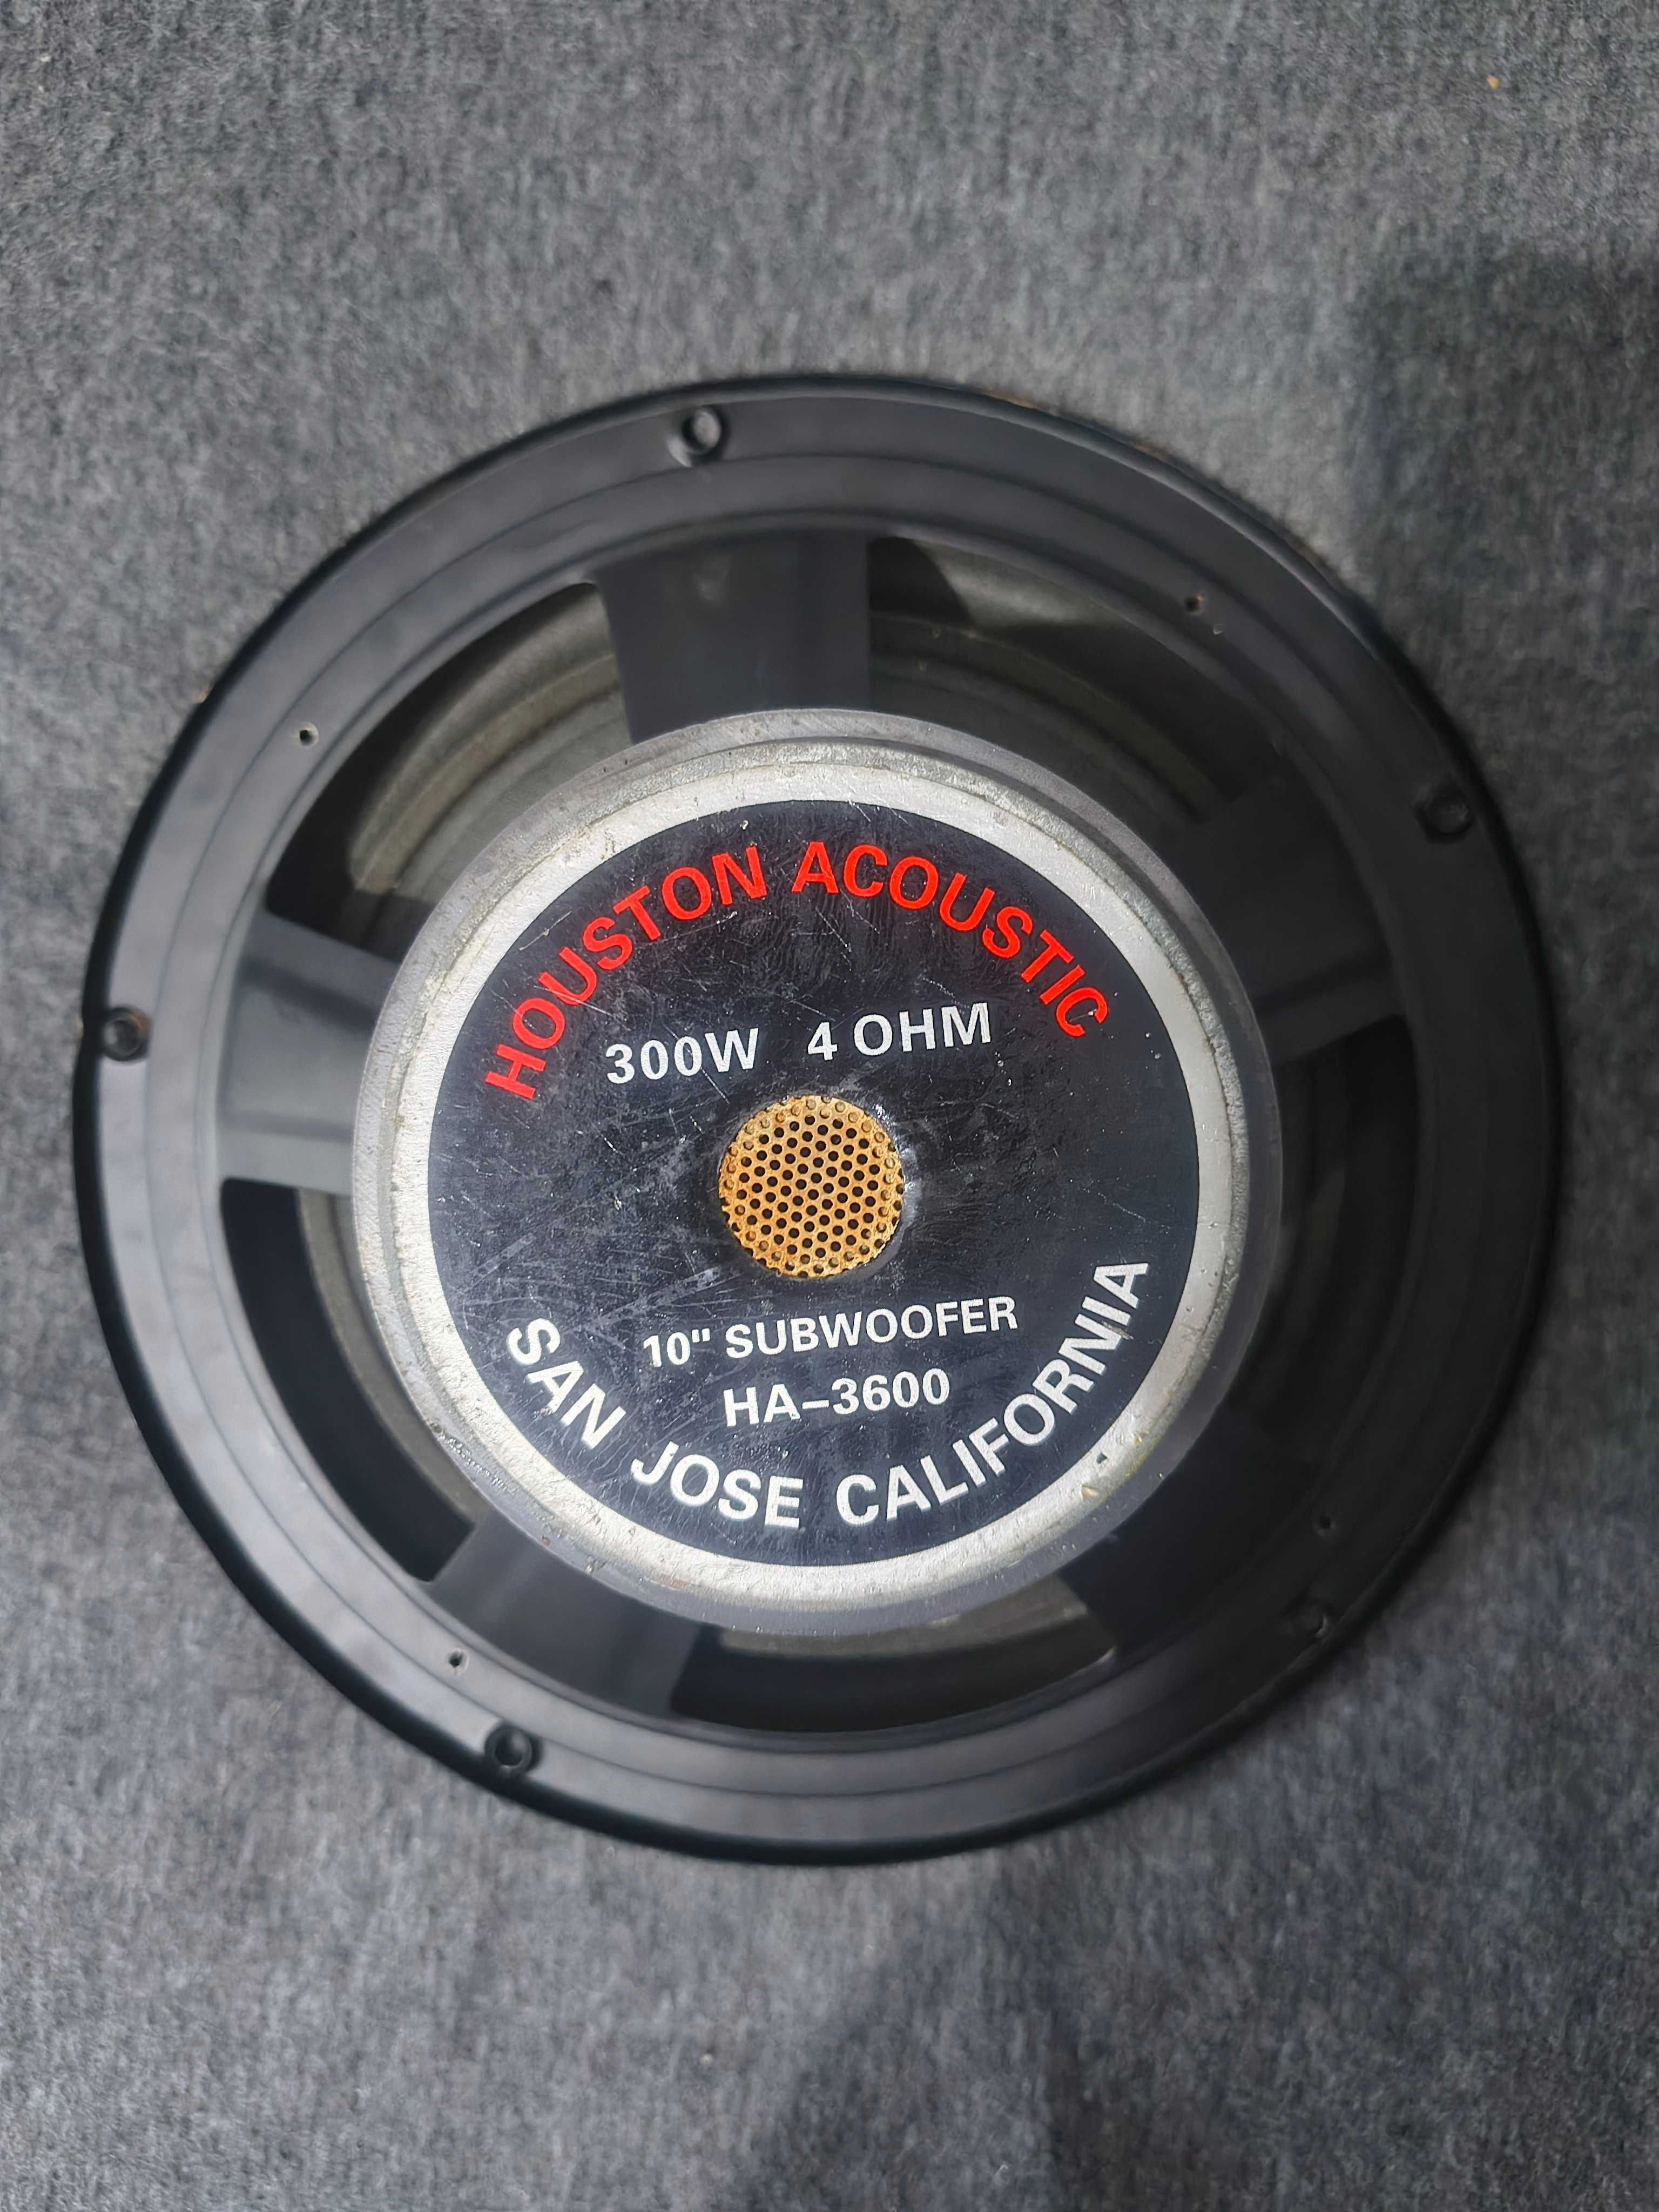 HOUSTON ACOUSTIC
300W 4 OHM
10" SUBWOOFER
HA-3600
SAN JOSE CALIFORNIA